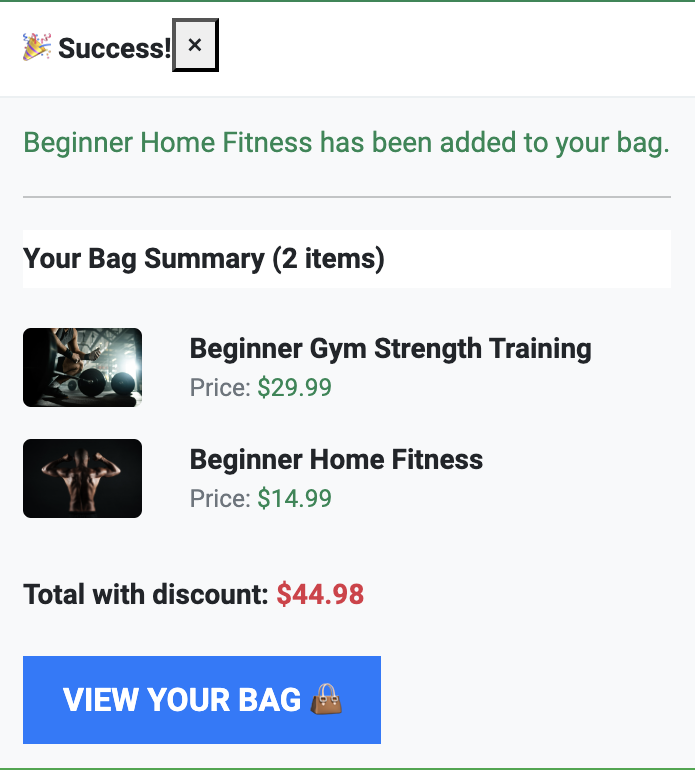 🎉 Success! ×
Beginner Home Fitness has been added to your bag.
Your Bag Summary (2 items)
Beginner Gym Strength Training
Price: $29.99
Beginner Home Fitness
Price: $14.99
Total with discount: $44.98
VIEW YOUR BAG 👜